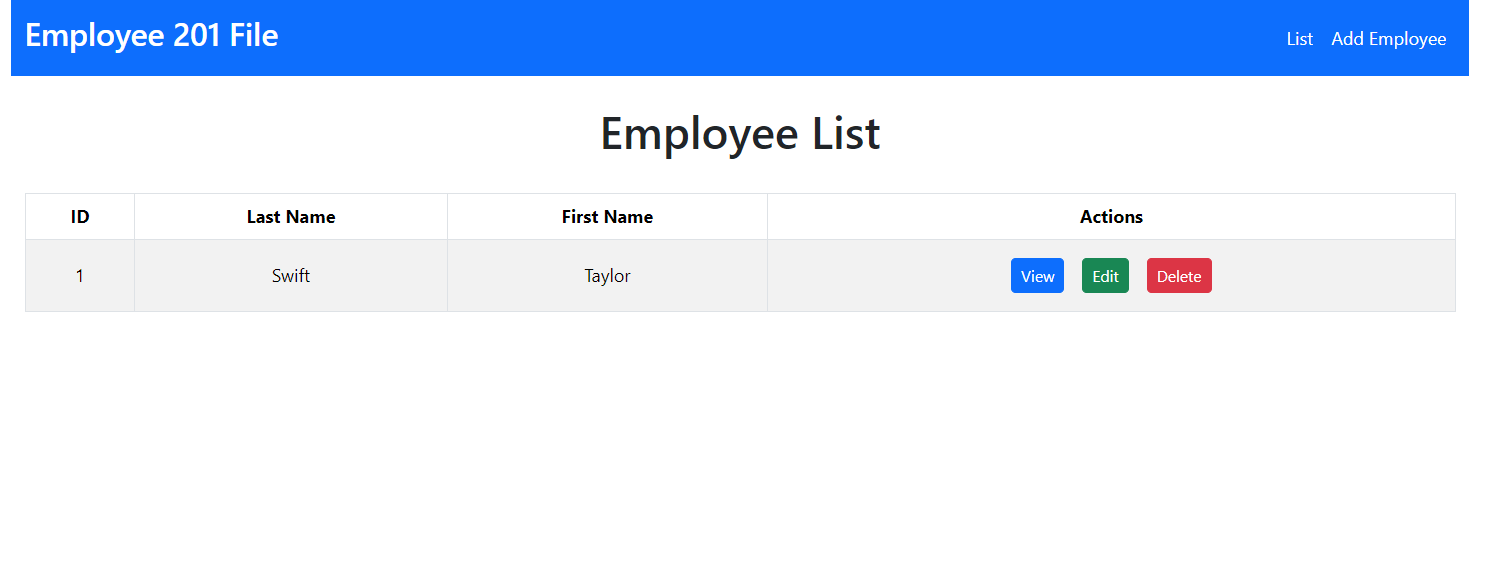 Employee 201 File
List Add Employee
Employee List
ID Last Name First Name Actions
1 Swift Taylor View Edit Delete